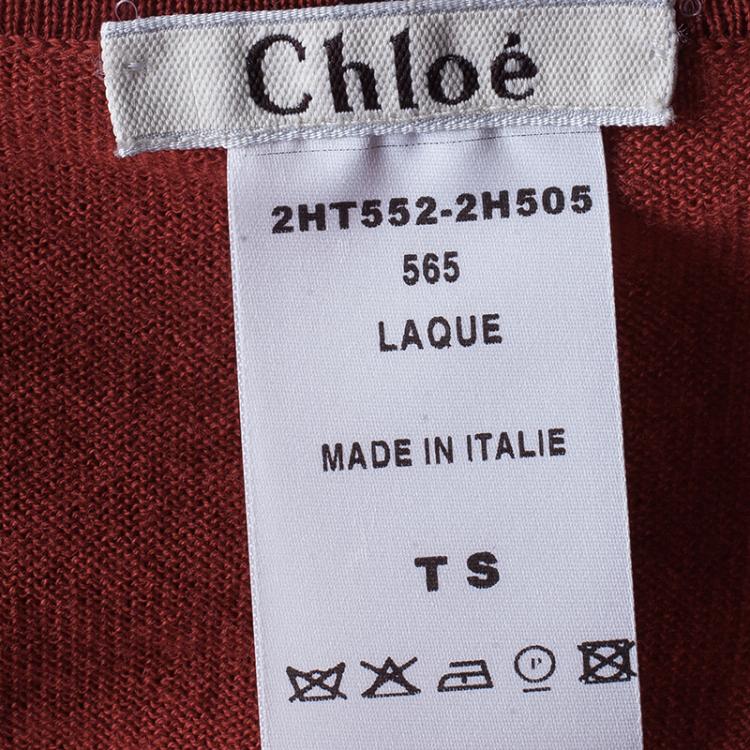 Chloé
2HT552-2H505
565
LAQUE
MADE IN ITALIE
T S
P